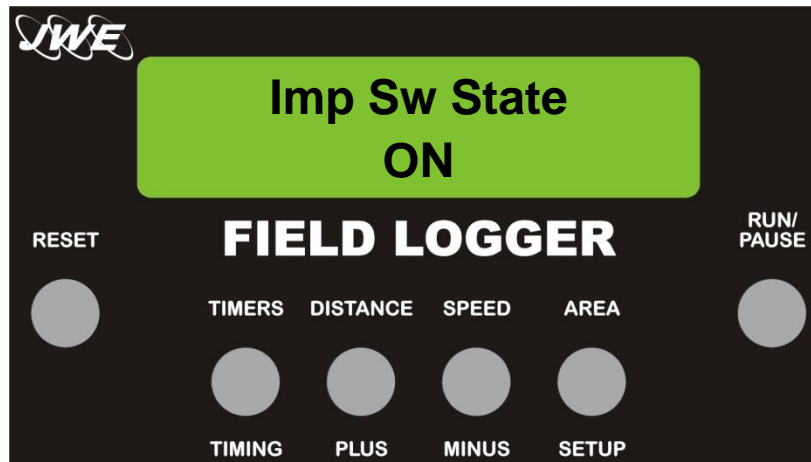 JWE
Imp Sw State
ON
FIELD LOGGER
RESET
RUN/
PAUSE
TIMERS DISTANCE SPEED AREA
TIMING PLUS MINUS SETUP